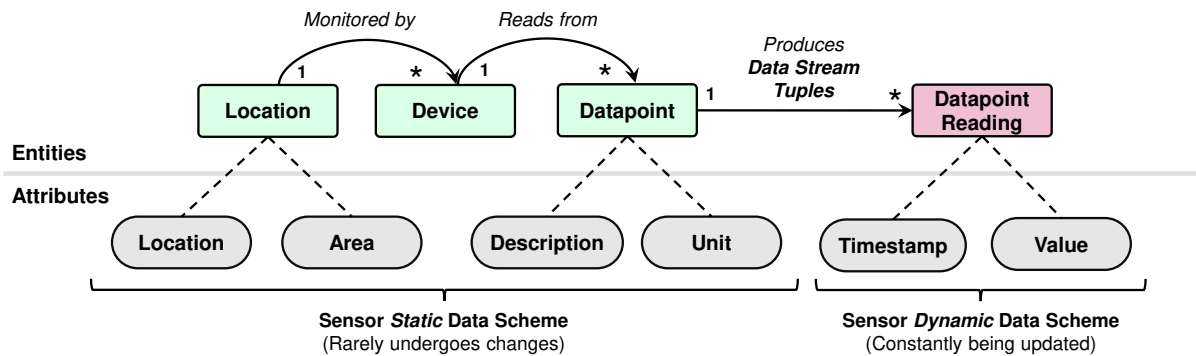 Monitored by
Reads from
Produces
Data Stream
Tuples
1
*
1
*
1
*
Location
Device
Datapoint
Datapoint
Reading
Entities
Attributes
Location
Area
Description
Unit
Timestamp
Value
Sensor Static Data Scheme
(Rarely undergoes changes)
Sensor Dynamic Data Scheme
(Constantly being updated)